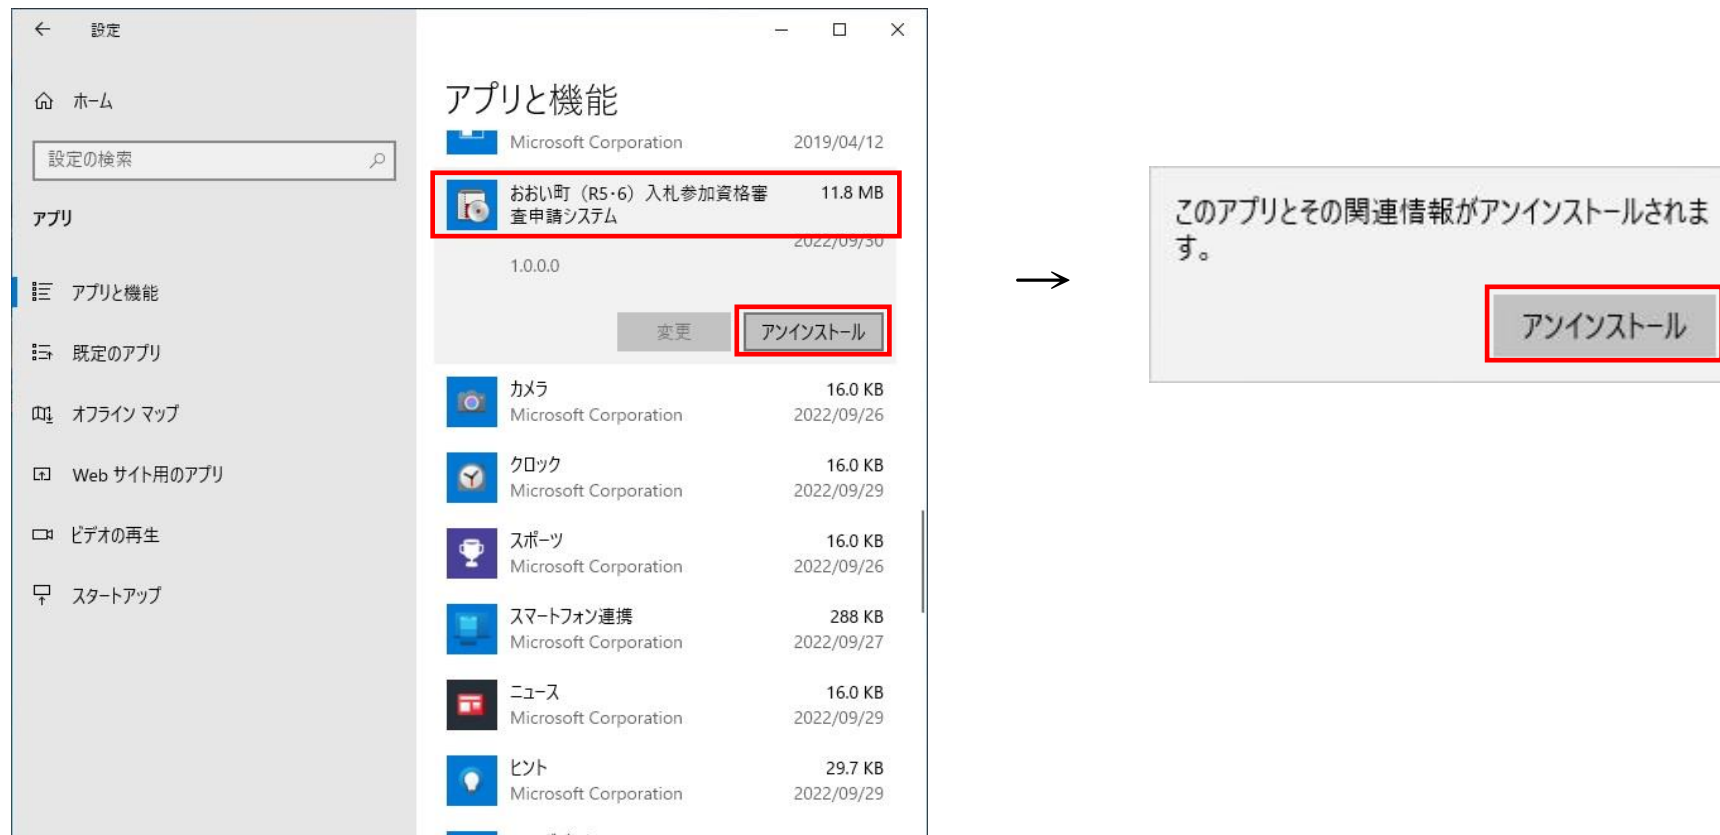 設定
ホーム
設定の検索
アプリ
アプリと機能
既定のアプリ
オフライン マップ
Web サイト用のアプリ
ビデオの再生
スタートアップ
アプリと機能
Microsoft Corporation 2019/04/12
おおい町（R5･6）入札参加資格審 11.8 MB
査申請システム
2022/09/30
1.0.0.0
変更 アンインストール
カメラ 16.0 KB
Microsoft Corporation 2022/09/26
クロック 16.0 KB
Microsoft Corporation 2022/09/29
スポーツ 16.0 KB
Microsoft Corporation 2022/09/26
スマートフォン連携 288 KB
Microsoft Corporation 2022/09/27
ニュース 16.0 KB
Microsoft Corporation 2022/09/29
ヒント 29.7 KB
Microsoft Corporation 2022/09/29
→
このアプリとその関連情報がアンインストールされま
す。
アンインストール